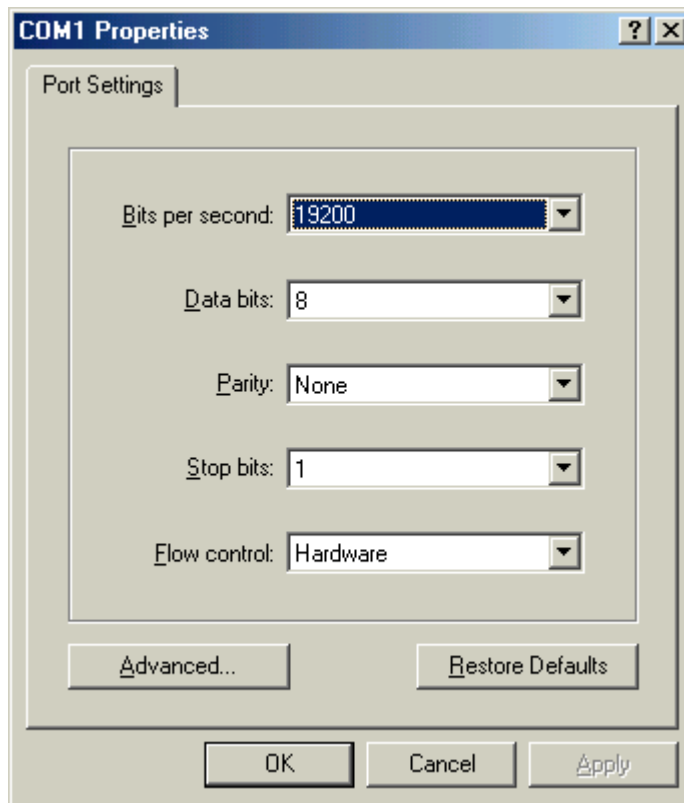 COM1 Properties
Port Settings
Bits per second: 19200
Data bits: 8
Parity: None
Stop bits: 1
Flow control: Hardware
Advanced... Restore Defaults
OK Cancel Apply